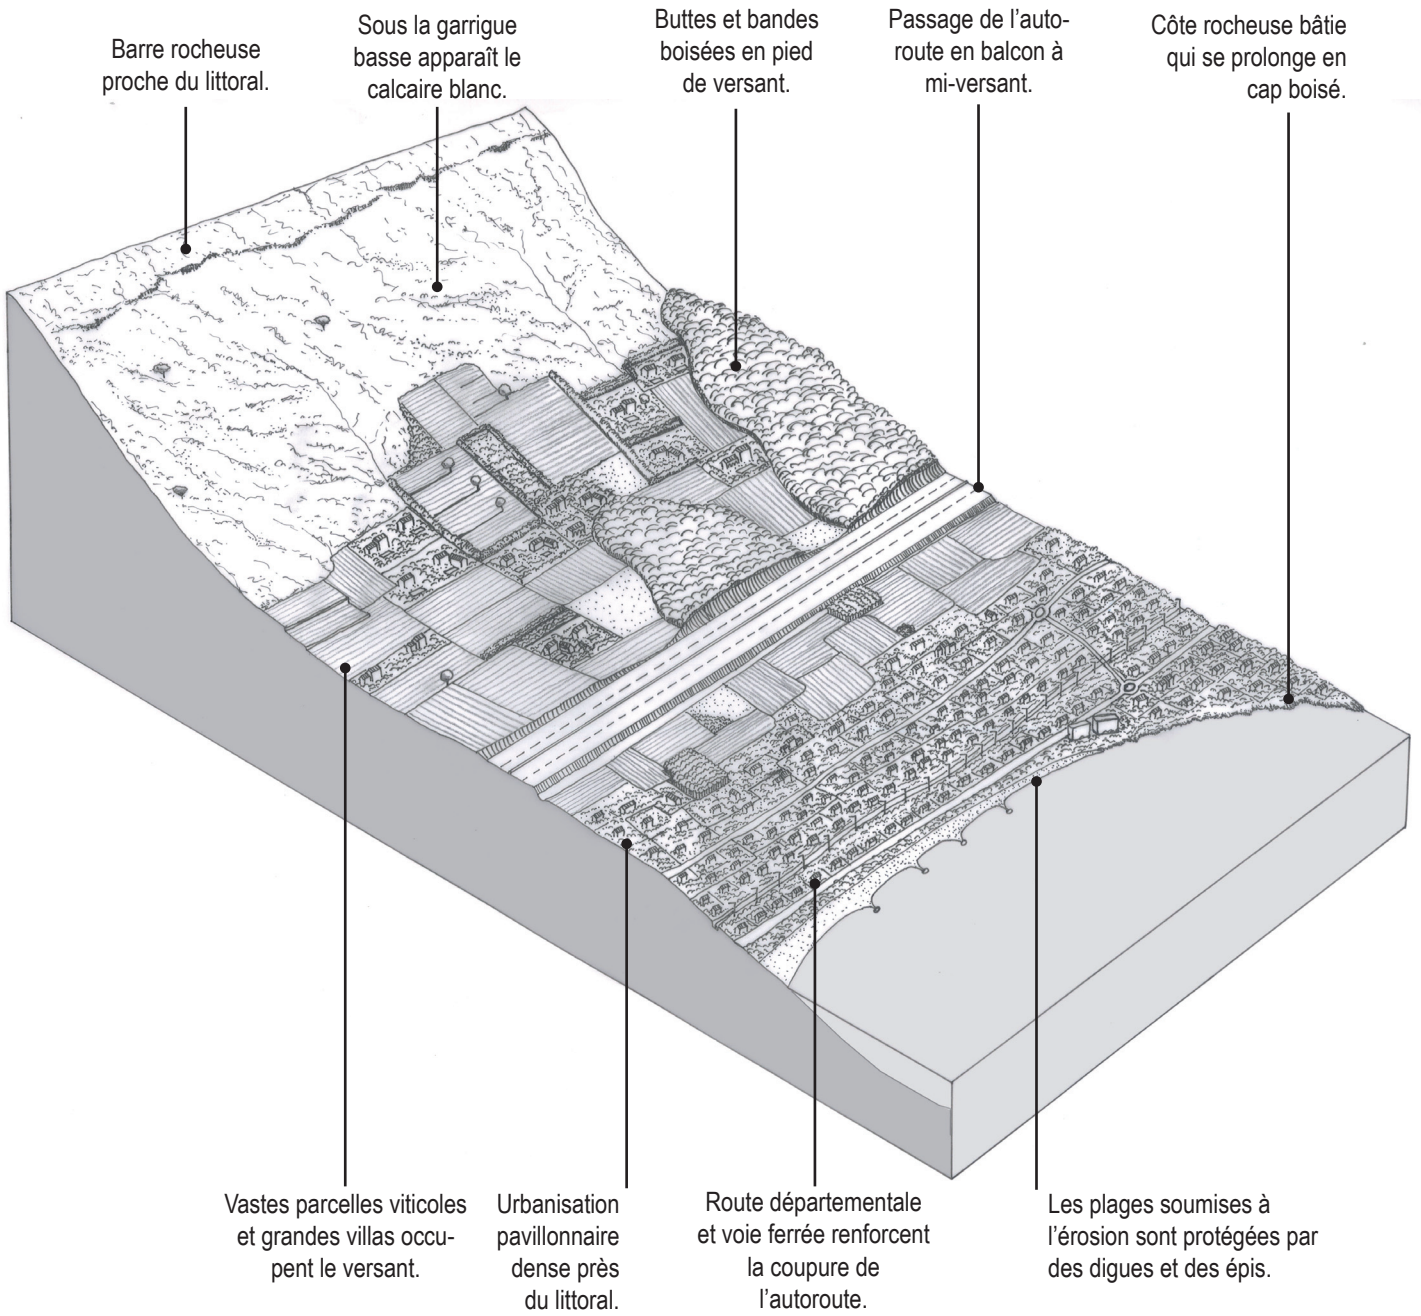 Barre rocheuse
proche du littoral.
Sous la garrigue
basse apparaît le
calcaire blanc.
Buttes et bandes
boisées en pied
de versant.
Passage de l’auto-
route en balcon à
mi-versant.
Côte rocheuse bâtie
qui se prolonge en
cap boisé.
Vastes parcelles viticoles
et grandes villas occu-
pent le versant.
Urbanisation
pavillonnaire
dense près
du littoral.
Route départementale
et voie ferrée renforcent
la coupure de
l’autoroute.
Les plages soumises à
l’érosion sont protégées par
des digues et des épis.